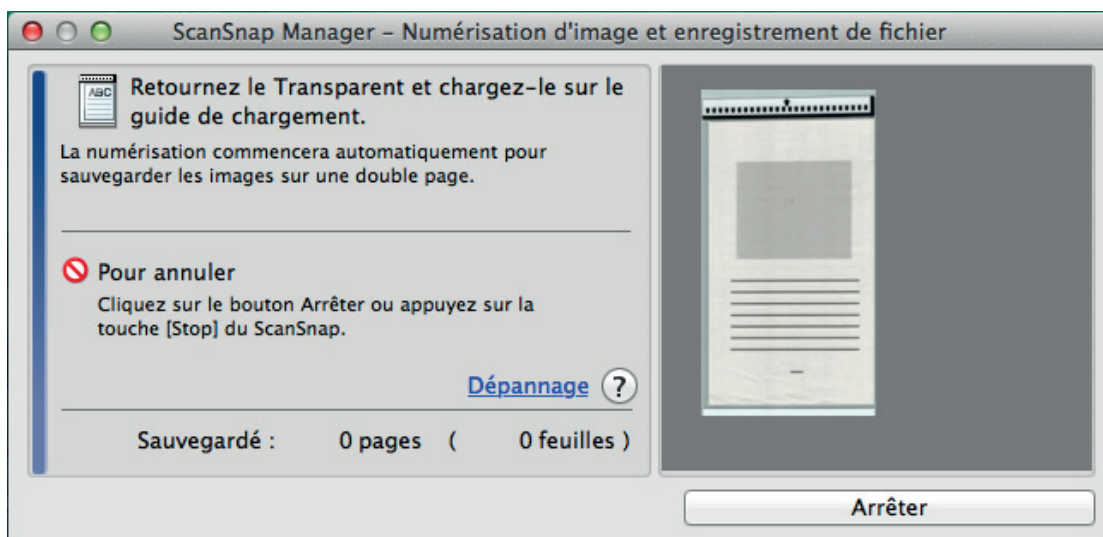 ScanSnap Manager – Numérisation d'image et enregistrement de fichier
ABC
Retournez le Transparent et chargez-le sur le
guide de chargement.
La numérisation commencera automatiquement pour
sauvegarder les images sur une double page.
Pour annuler
Cliquez sur le bouton Arrêter ou appuyez sur la
touche [Stop] du ScanSnap.
Dépannage ?
Sauvegardé : 0 pages ( 0 feuilles )
Arrêter